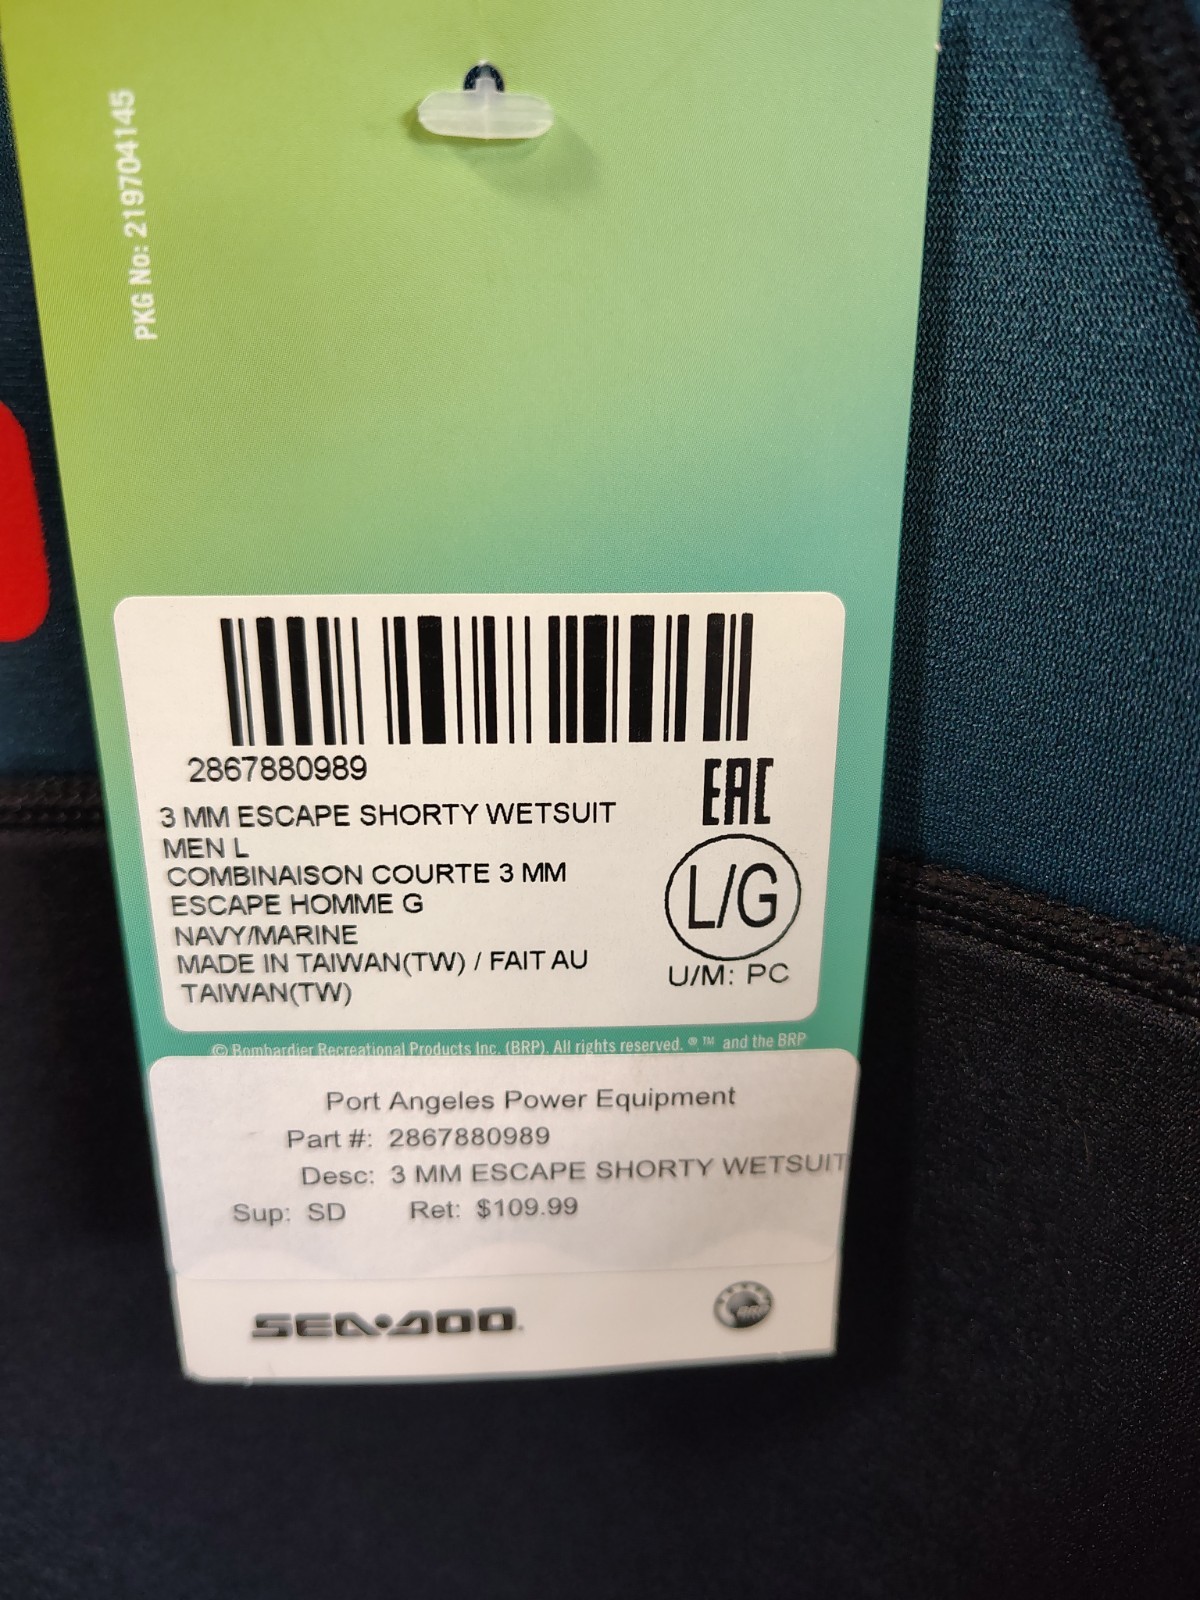 PKG No: 219704145
2867880989
3 MM ESCAPE SHORTY WETSUIT
MEN L
COMBINAISON COURTE 3 MM
ESCAPE HOMME G
NAVY/MARINE
MADE IN TAIWAN(TW) / FAIT AU
TAIWAN(TW)
EAC
L/G
U/M: PC
© Bombardier Recreational Products Inc. (BRP). All rights reserved. ®.™ and the BRP
Port Angeles Power Equipment
Part #: 2867880989
Desc: 3 MM ESCAPE SHORTY WETSUIT
Sup: SD Ret: $109.99
SEA•DOO®
BRP